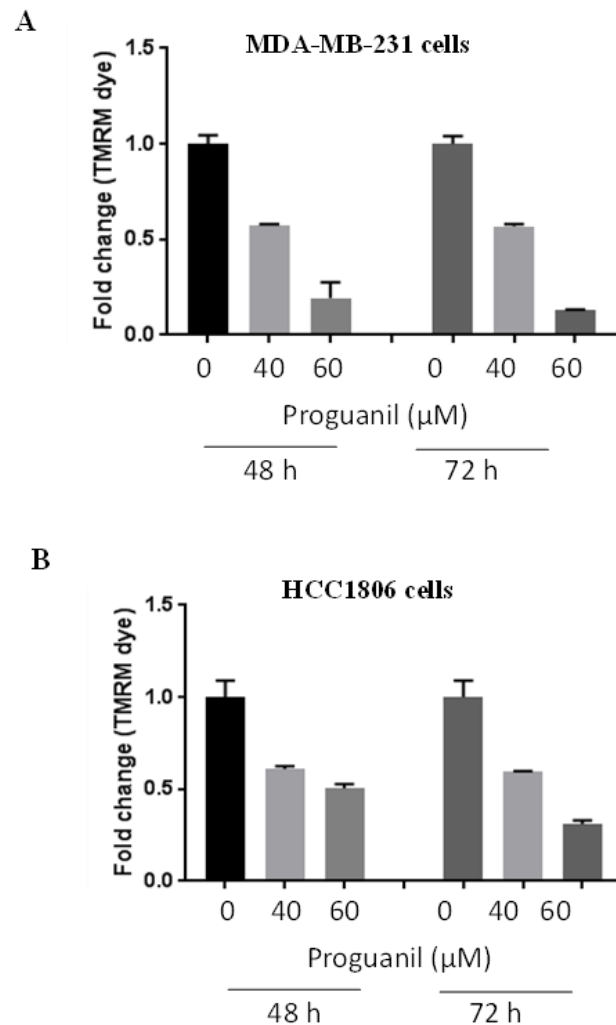 A
MDA-MB-231 cells
Fold change (TMRM dye)
1.5
1.0
0.5
0.0
0 40 60 0 40 60
Proguanil (μM)
48 h 72 h
B
HCC1806 cells
Fold change (TMRM dye)
1.5
1.0
0.5
0.0
0 40 60 0 40 60
Proguanil (μM)
48 h 72 h